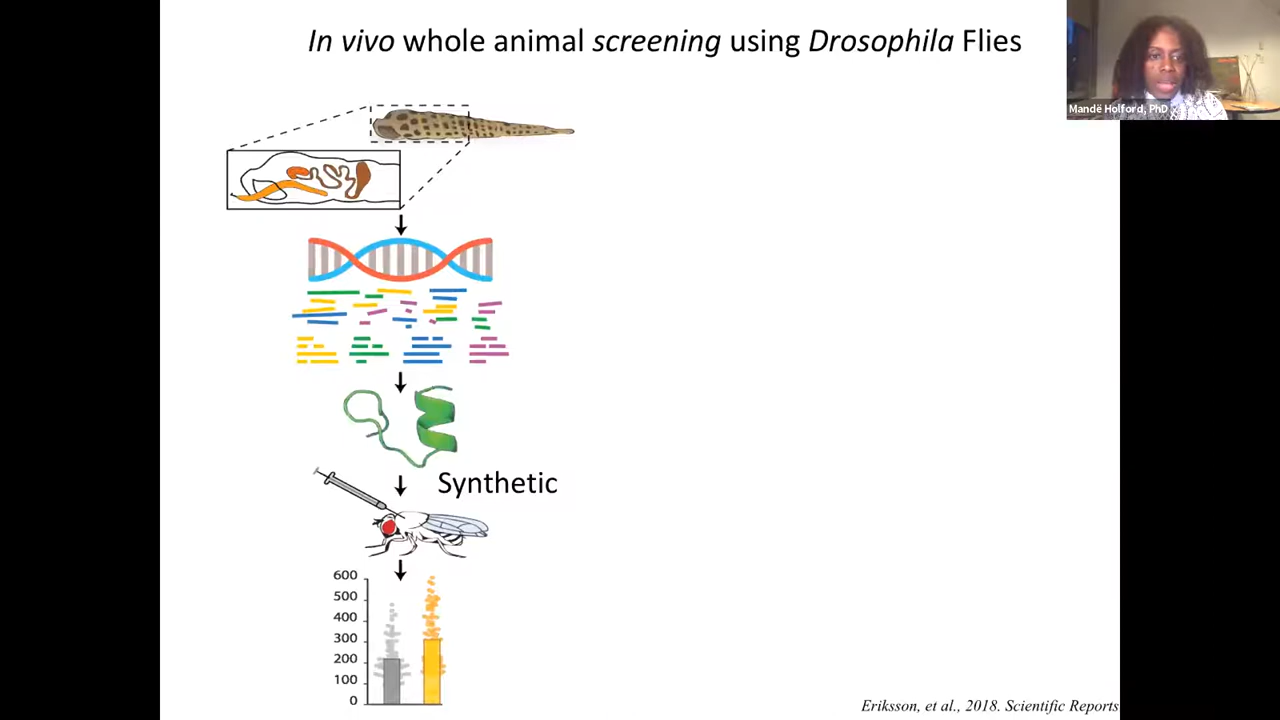 In vivo whole animal screening using Drosophila Flies
Mandë Holford, PhD
Synthetic
600
500
400
300
200
100
0
Eriksson, et al., 2018. Scientific Reports